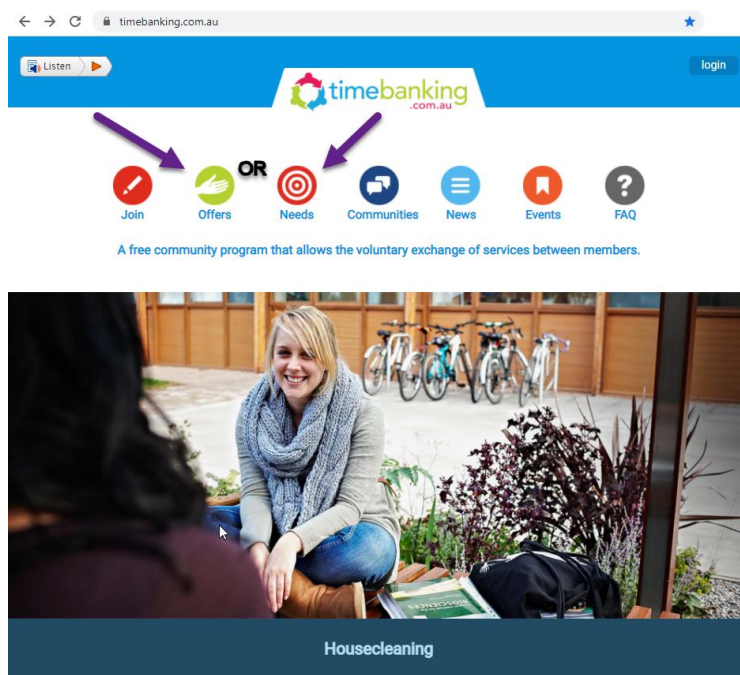 timebanking.com.au
Listen
login
timebanking
.com.au
OR
Join
Offers
Needs
Communities
News
Events
FAQ
A free community program that allows the voluntary exchange of services between members.
BIOSCIENCES
Housecleaning